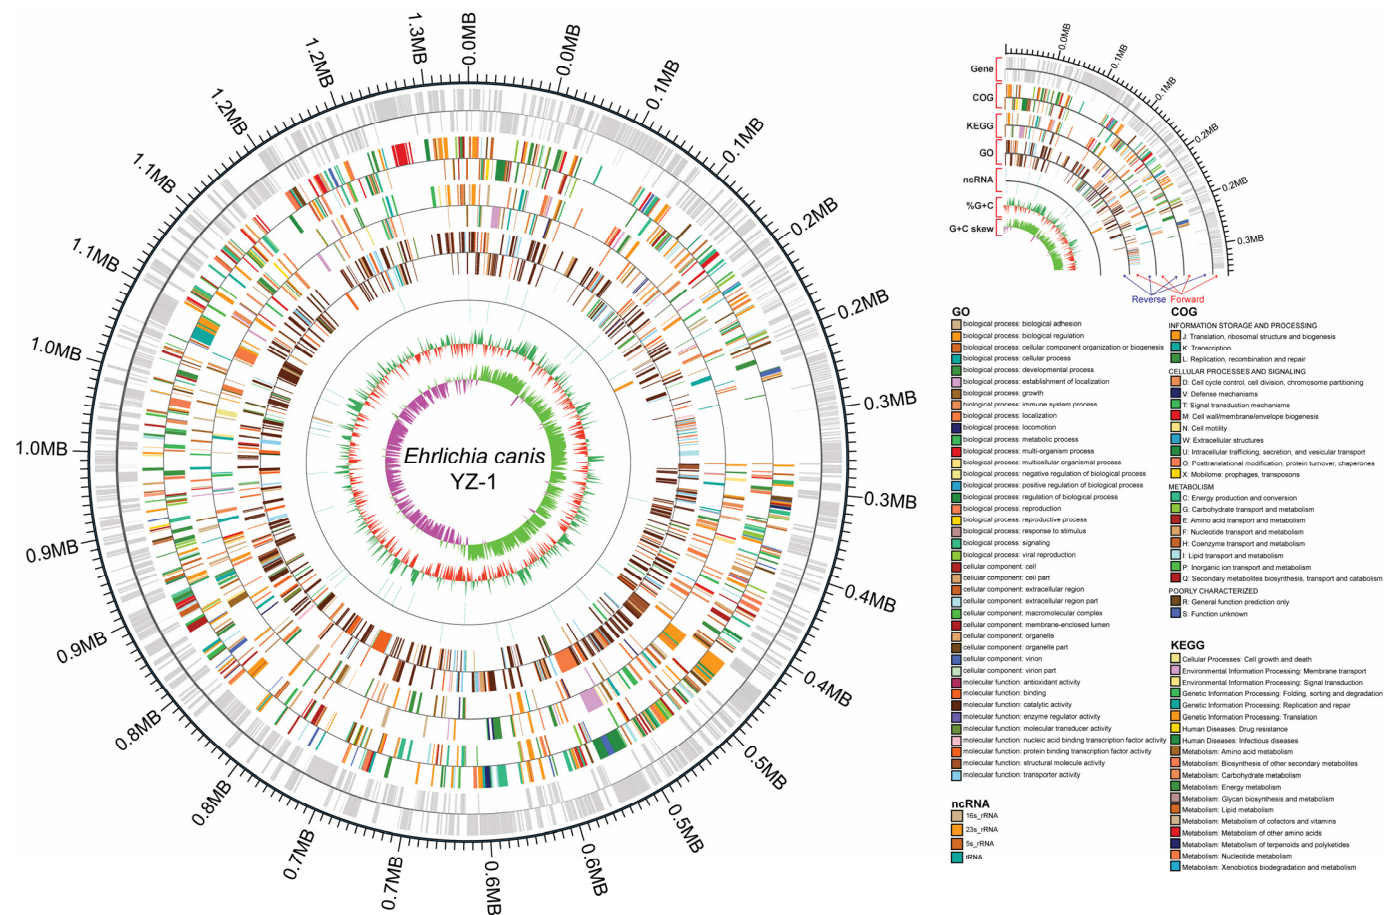 0.0MB
0.0MB
0.1MB
0.1MB
0.2MB
0.2MB
0.3MB
0.3MB
0.4MB
0.4MB
0.5MB
0.5MB
0.6MB
0.6MB
0.7MB
0.7MB
0.8MB
0.8MB
0.9MB
0.9MB
1.0MB
1.0MB
1.1MB
1.1MB
1.2MB
1.2MB
1.3MB
Ehrlichia canis
YZ-1
Gene
COG
KEGG
GO
ncRNA
%G+C
G+C skew
0.0MB
0.1MB
0.1MB
0.2MB
0.2MB
0.3MB
Reverse Forward
GO
biological process: biological adhesion
biological process: biological regulation
biological process: cellular component organization or biogenesis
biological process: cellular process
biological process: developmental process
biological process: establishment of localization
biological process: growth
biological process: immune system process
biological process: localization
biological process: locomotion
biological process: metabolic process
biological process: multi-organism process
biological process: multicellular organismal process
biological process: negative regulation of biological process
biological process: positive regulation of biological process
biological process: regulation of biological process
biological process: reproduction
biological process: reproductive process
biological process: response to stimulus
biological process: signaling
biological process: viral reproduction
cellular component: cell
cellular component: cell part
cellular component: extracellular region
cellular component: extracellular region part
cellular component: macromolecular complex
cellular component: membrane-enclosed lumen
cellular component: organelle
cellular component: organelle part
cellular component: virion
cellular component: virion part
molecular function: antioxidant activity
molecular function: binding
molecular function: catalytic activity
molecular function: enzyme regulator activity
molecular function: molecular transducer activity
molecular function: nucleic acid binding transcription factor activity
molecular function: protein binding transcription factor activity
molecular function: structural molecule activity
molecular function: transporter activity
ncRNA
16s_rRNA
23s_rRNA
5s_rRNA
tRNA
COG
INFORMATION STORAGE AND PROCESSING
J: Translation, ribosomal structure and biogenesis
K: Transcription
L: Replication, recombination and repair
CELLULAR PROCESSES AND SIGNALING
D: Cell cycle control, cell division, chromosome partitioning
V: Defense mechanisms
T: Signal transduction mechanisms
M: Cell wall/membrane/envelope biogenesis
N: Cell motility
W: Extracellular structures
U: Intracellular trafficking, secretion, and vesicular transport
O: Posttranslational modification, protein turnover, chaperones
X: Mobilome: prophages, transposons
METABOLISM
C: Energy production and conversion
G: Carbohydrate transport and metabolism
E: Amino acid transport and metabolism
F: Nucleotide transport and metabolism
H: Coenzyme transport and metabolism
I: Lipid transport and metabolism
P: Inorganic ion transport and metabolism
Q: Secondary metabolites biosynthesis, transport and catabolism
POORLY CHARACTERIZED
R: General function prediction only
S: Function unknown
KEGG
Cellular Processes: Cell growth and death
Environmental Information Processing: Membrane transport
Environmental Information Processing: Signal transduction
Genetic Information Processing: Folding, sorting and degradation
Genetic Information Processing: Replication and repair
Genetic Information Processing: Translation
Human Diseases: Drug resistance
Human Diseases: Infectious diseases
Metabolism: Amino acid metabolism
Metabolism: Biosynthesis of other secondary metabolites
Metabolism: Carbohydrate metabolism
Metabolism: Energy metabolism
Metabolism: Glycan biosynthesis and metabolism
Metabolism: Lipid metabolism
Metabolism: Metabolism of cofactors and vitamins
Metabolism: Metabolism of other amino acids
Metabolism: Metabolism of terpenoids and polyketides
Metabolism: Nucleotide metabolism
Metabolism: Xenobiotics biodegradation and metabolism